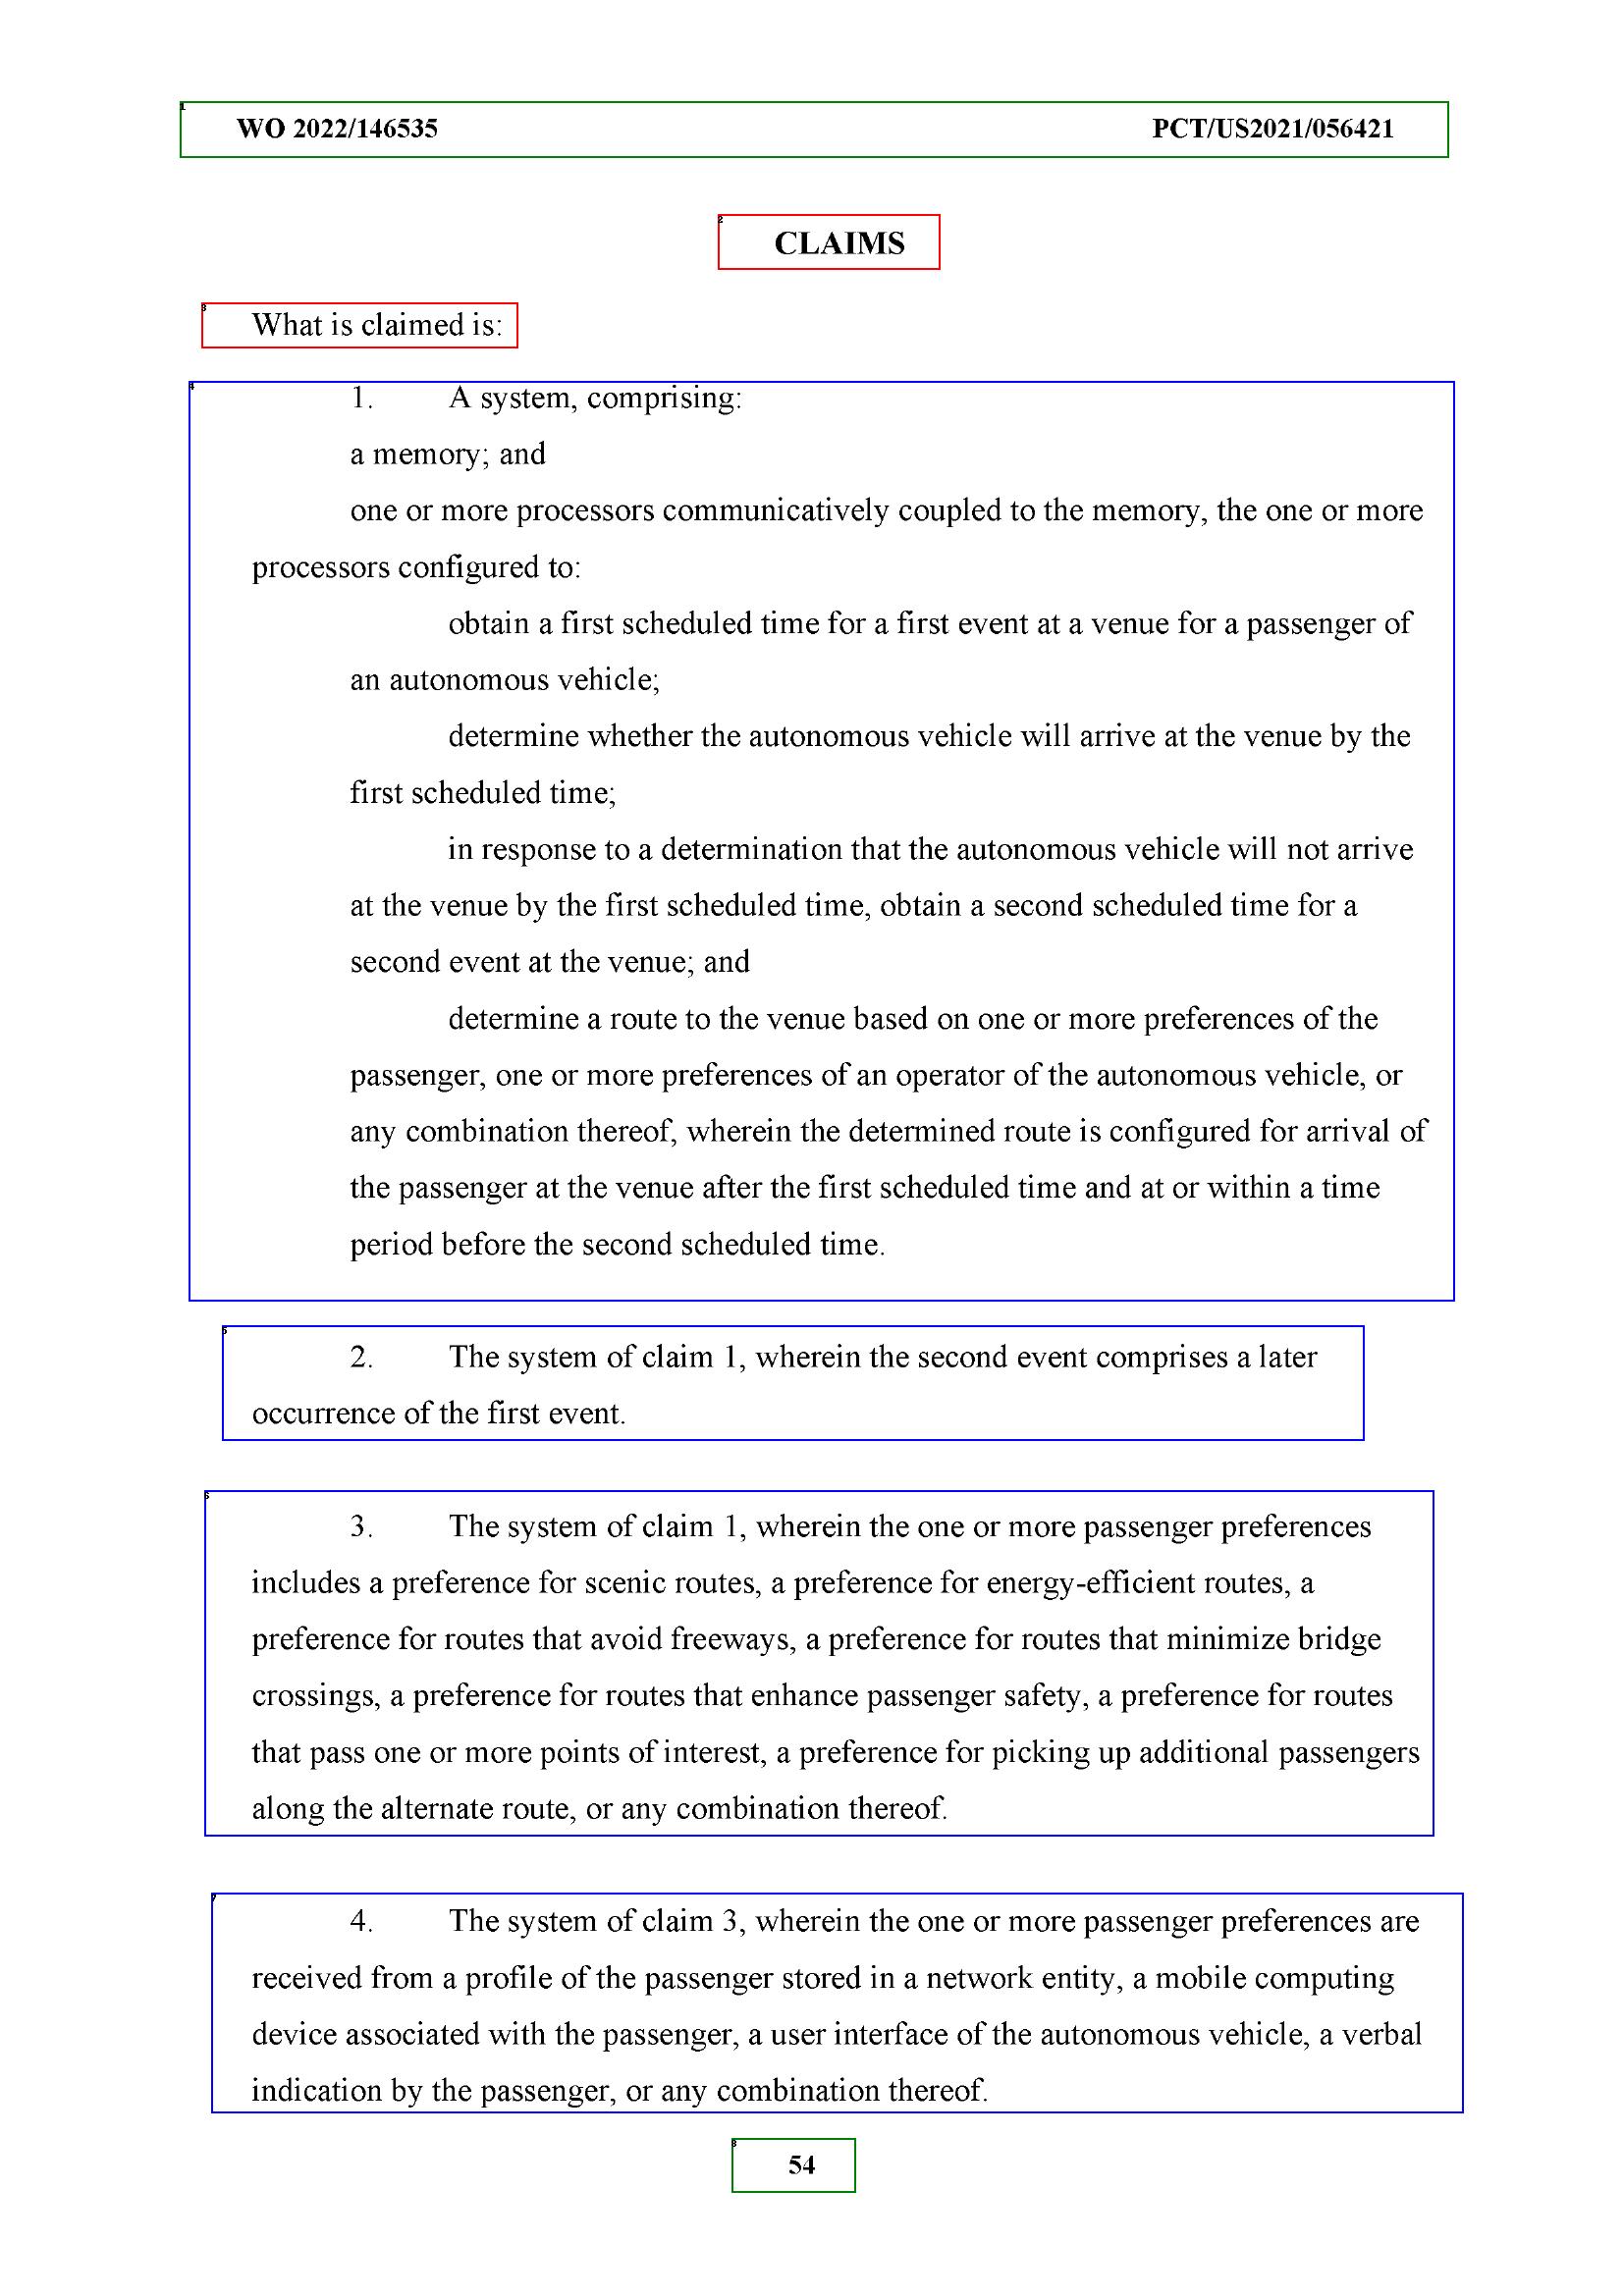 WO 2022/146535 PCT/US2021/056421
CLAIMS
What is claimed is:
1. A system, comprising:
a memory; and
one or more processors communicatively coupled to the memory, the one or more
processors configured to:
obtain a first scheduled time for a first event at a venue for a passenger of
an autonomous vehicle;
determine whether the autonomous vehicle will arrive at the venue by the
first scheduled time;
in response to a determination that the autonomous vehicle will not arrive
at the venue by the first scheduled time, obtain a second scheduled time for a
second event at the venue; and
determine a route to the venue based on one or more preferences of the
passenger, one or more preferences of an operator of the autonomous vehicle, or
any combination thereof, wherein the determined route is configured for arrival of
the passenger at the venue after the first scheduled time and at or within a time
period before the second scheduled time.
2. The system of claim 1, wherein the second event comprises a later
occurrence of the first event.
3. The system of claim 1, wherein the one or more passenger preferences
includes a preference for scenic routes, a preference for energy-efficient routes, a
preference for routes that avoid freeways, a preference for routes that minimize bridge
crossings, a preference for routes that enhance passenger safety, a preference for routes
that pass one or more points of interest, a preference for picking up additional passengers
along the alternate route, or any combination thereof.
4. The system of claim 3, wherein the one or more passenger preferences are
received from a profile of the passenger stored in a network entity, a mobile computing
device associated with the passenger, a user interface of the autonomous vehicle, a verbal
indication by the passenger, or any combination thereof.
54